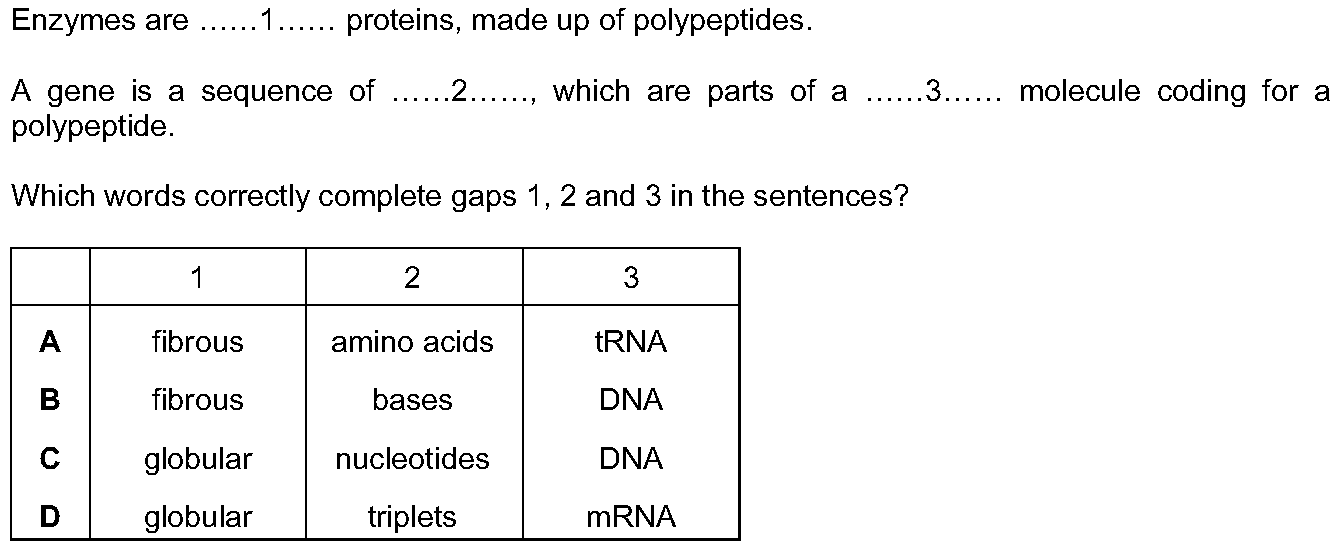 Enzymes are ……1…… proteins, made up of polypeptides.
A gene is a sequence of ……2……, which are parts of a ……3…… molecule coding for a
polypeptide.
Which words correctly complete gaps 1, 2 and 3 in the sentences?
1 2 3
A fibrous amino acids tRNA
B fibrous bases DNA
C globular nucleotides DNA
D globular triplets mRNA